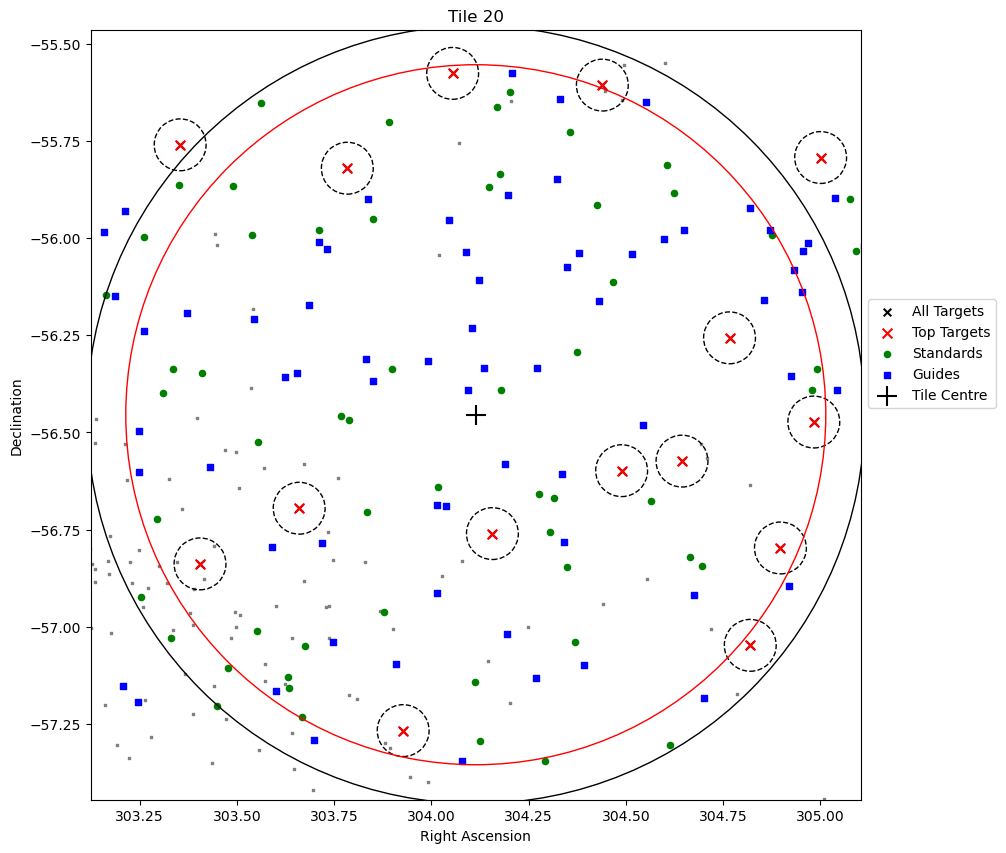 Tile 20
−55.50
−55.75
−56.00
−56.25
−56.50
−56.75
−57.00
−57.25
Declination
303.25 303.50 303.75 304.00 304.25 304.50 304.75 305.00
Right Ascension
All Targets
Top Targets
Standards
Guides
Tile Centre